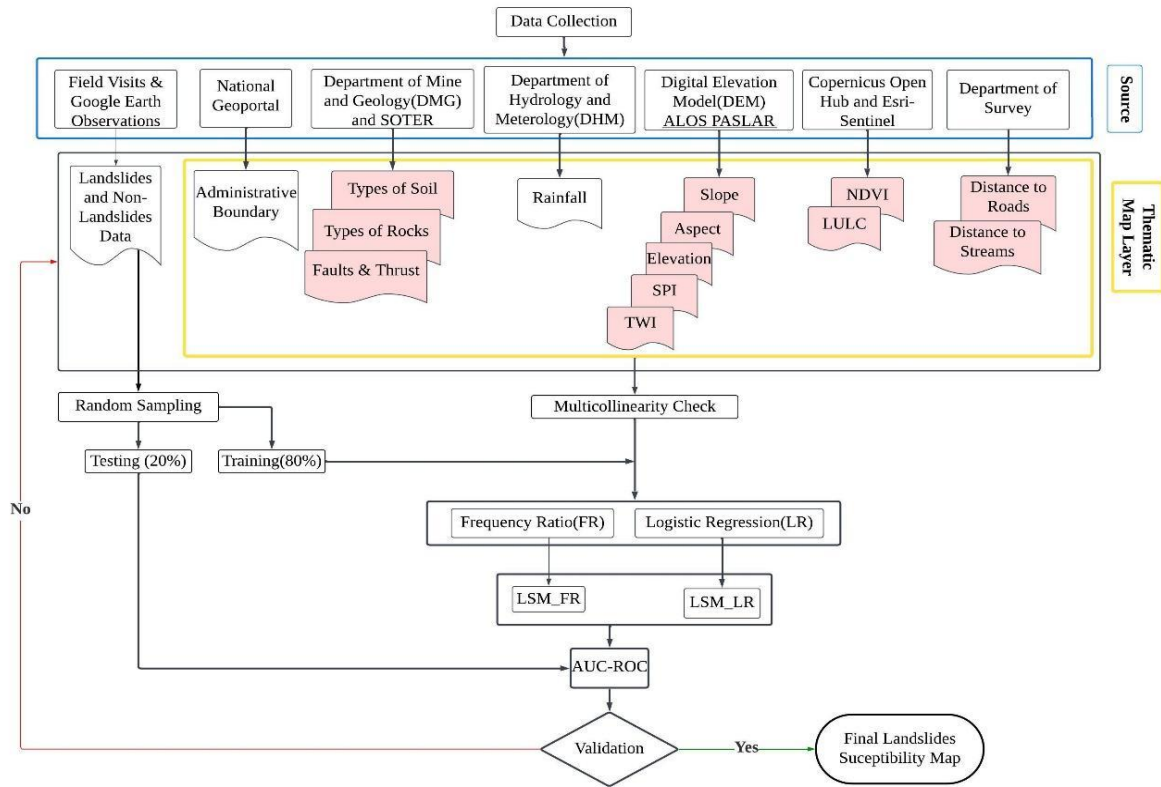 Data Collection
Field Visits &
Google Earth
Observations
National
Geoportal
Department of Mine
and Geology(DMG)
and SOTER
Department of
Hydrology and
Meterology(DHM)
Digital Elevation
Model(DEM)
ALOS PASLAR
Copernicus Open
Hub and Esri-
Sentinel
Department of
Survey
Source
Landslides
and Non-
Landslides
Data
Administrative
Boundary
Types of Soil
Types of Rocks
Faults & Thrust
Rainfall
Slope
Aspect
Elevation
SPI
TWI
NDVI
LULC
Distance to
Roads
Distance to
Streams
Thematic
Map Layer
Random Sampling
Multicollinearity Check
Testing (20%)
Training(80%)
No
Frequency Ratio(FR)
Logistic Regression(LR)
LSM_FR
LSM_LR
AUC-ROC
Validation
Yes
Final Landslides
Suceptibility Map